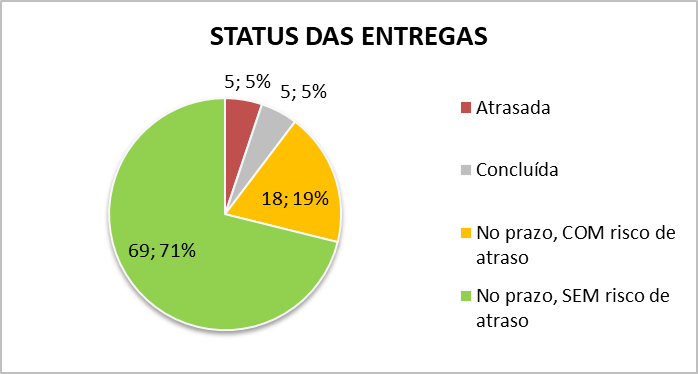 STATUS DAS ENTREGAS
5; 5%
5; 5%
18; 19%
69; 71%
Atrasada
Concluída
No prazo, COM risco de
atraso
No prazo, SEM risco de
atraso